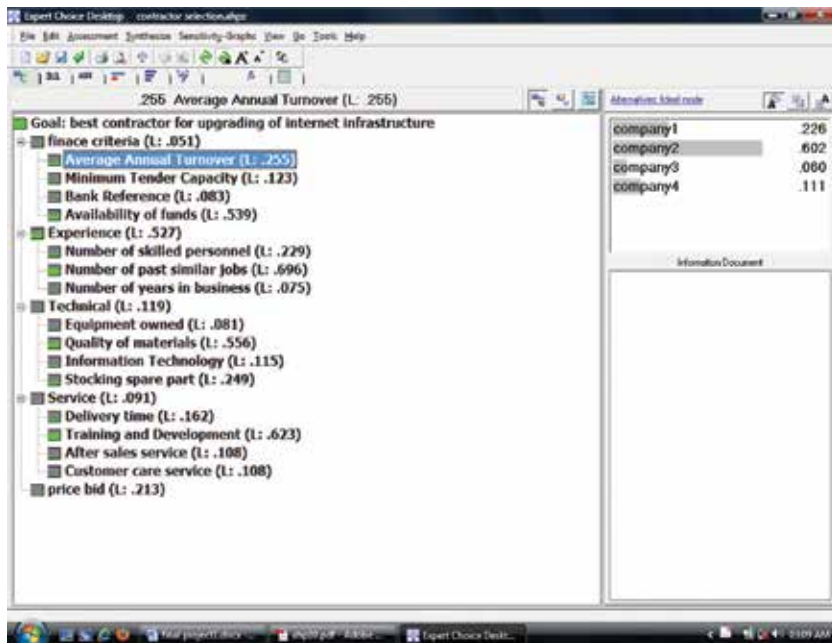 Expert Choice Desktop contractor selection.ahpz
File Edit Assessment Synthesize Sensitivity-Graphs View Go Tools Help
.255 Average Annual Turnover (L: .255)
Alternatives: Ideal mode
Goal: best contractor for upgrading of internet infrastructure
finace criteria (L: .051)
Average Annual Turnover (L: .255)
Minimum Tender Capacity (L: .123)
Bank Reference (L: .083)
Availability of funds (L: .539)
Experience (L: .527)
Number of skilled personnel (L: .229)
Number of past similar jobs (L: .696)
Number of years in business (L: .075)
Technical (L: .119)
Equipment owned (L: .081)
Quality of materials (L: .556)
Information Technology (L: .115)
Stocking spare part (L: .249)
Service (L: .091)
Delivery time (L: .162)
Training and Development (L: .623)
After sales service (L: .108)
Customer care service (L: .108)
price bid (L: .213)
company1 .226
company2 .602
company3 .060
company4 .111
Information Document
final project1.docx - ...
ahp20.pdf - Adobe ...
Expert Choice Deskt...